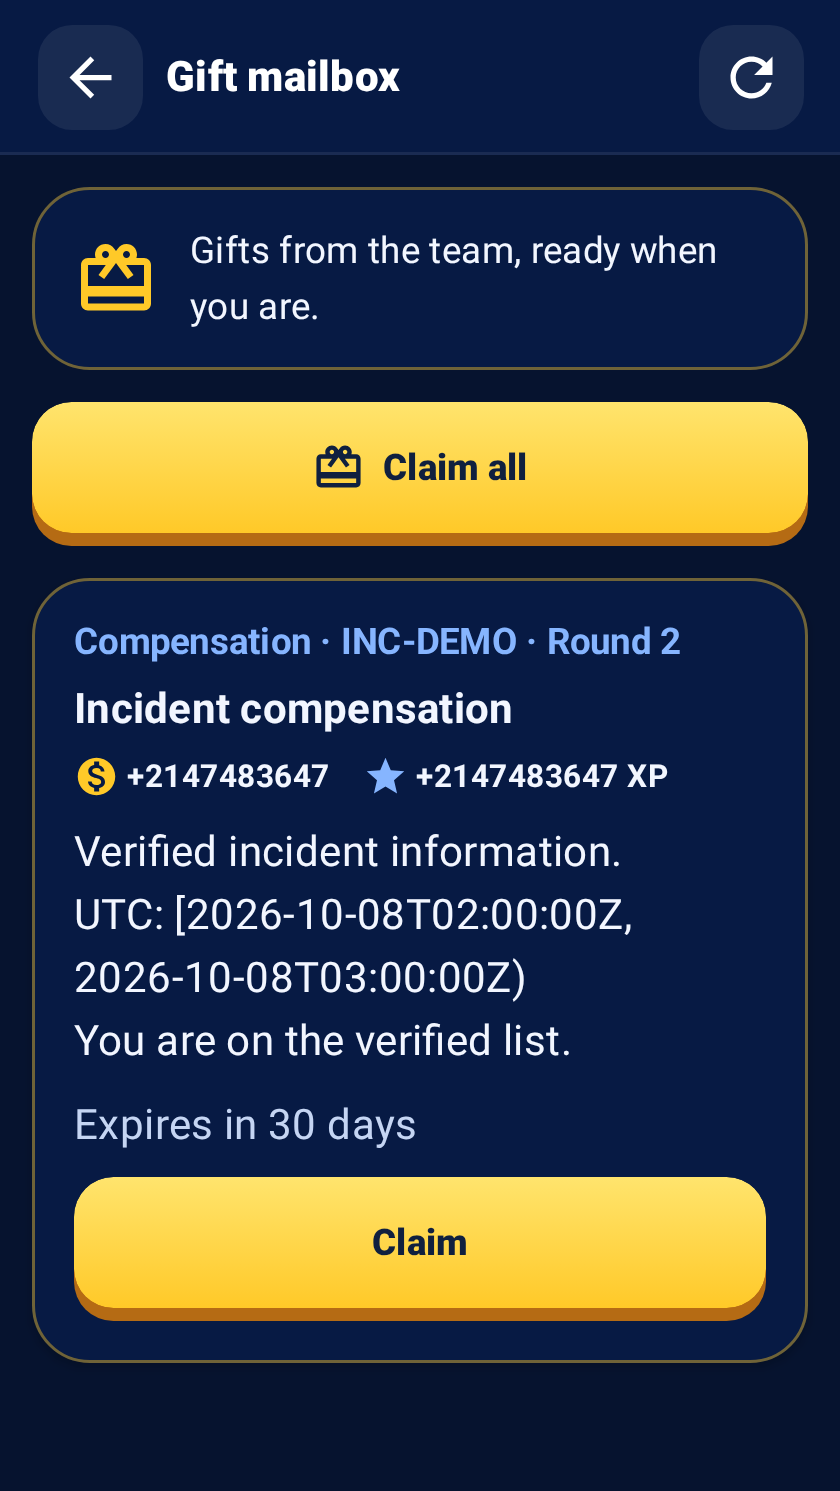 Gift mailbox
Gifts from the team, ready when
you are.
Claim all
Compensation · INC-DEMO · Round 2
Incident compensation
+2147483647 +2147483647 XP
Verified incident information.
UTC: [2026-10-08T02:00:00Z,
2026-10-08T03:00:00Z)
You are on the verified list.
Expires in 30 days
Claim